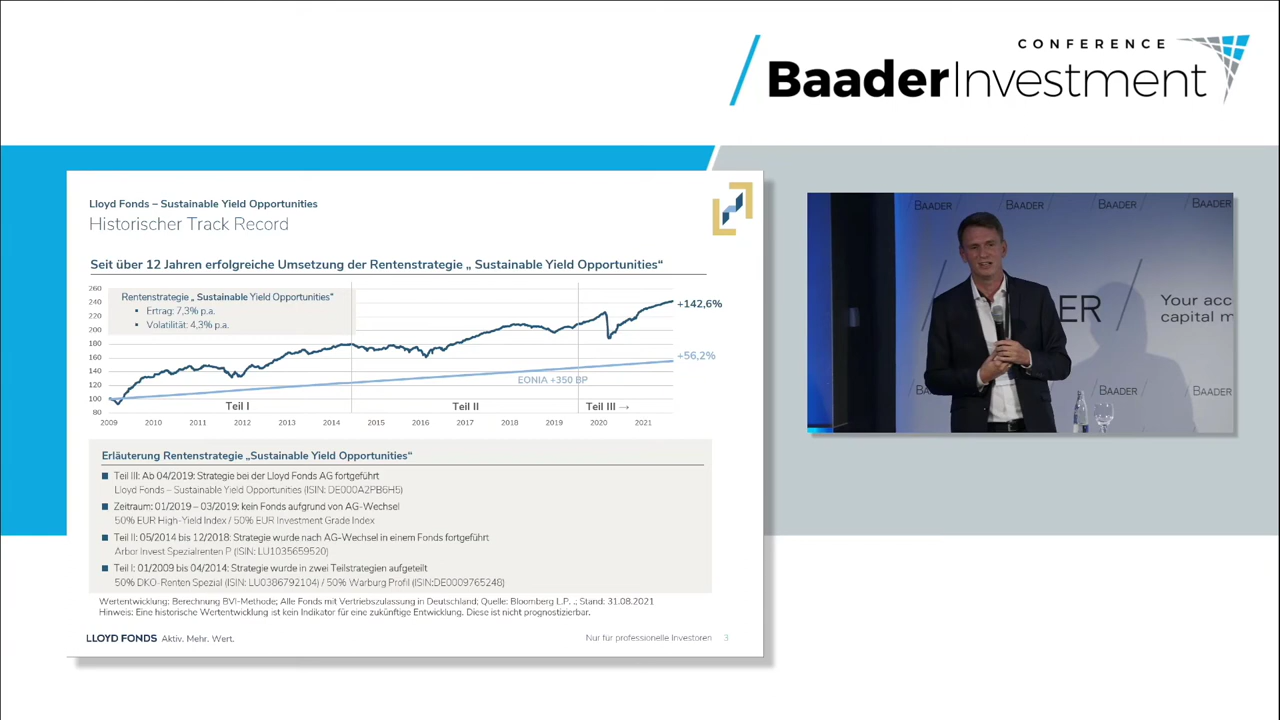 CONFERENCE
BaaderInvestment
Lloyd Fonds – Sustainable Yield Opportunities
Historischer Track Record
Seit über 12 Jahren erfolgreiche Umsetzung der Rentenstrategie „ Sustainable Yield Opportunities“
260
240
220
200
180
160
140
120
100
80
Rentenstrategie „ Sustainable Yield Opportunities“
▪ Ertrag: 7,3% p.a.
▪ Volatilität: 4,3% p.a.
+142,6%
+56,2%
EONIA +350 BP
Teil I
Teil II
Teil III →
2009 2010 2011 2012 2013 2014 2015 2016 2017 2018 2019 2020 2021
Erläuterung Rentenstrategie „Sustainable Yield Opportunities“
Teil III: Ab 04/2019: Strategie bei der Lloyd Fonds AG fortgeführt
Lloyd Fonds – Sustainable Yield Opportunities (ISIN: DE000A2PB6H5)
Zeitraum: 01/2019 – 03/2019: kein Fonds aufgrund von AG-Wechsel
50% EUR High-Yield Index / 50% EUR Investment Grade Index
Teil II: 05/2014 bis 12/2018: Strategie wurde nach AG-Wechsel in einem Fonds fortgeführt
Arbor Invest Spezialrenten P (ISIN: LU1035659520)
Teil I: 01/2009 bis 04/2014: Strategie wurde in zwei Teilstrategien aufgeteilt
50% DKO-Renten Spezial (ISIN: LU0386792104) / 50% Warburg Profil (ISIN:DE0009765248)
Wertentwicklung: Berechnung BVI-Methode; Alle Fonds mit Vertriebszulassung in Deutschland; Quelle: Bloomberg L.P. .; Stand: 31.08.2021
Hinweis: Eine historische Wertentwicklung ist kein Indikator für eine zukünftige Entwicklung. Diese ist nicht prognostizierbar.
LLOYD FONDS Aktiv. Mehr. Wert.
Nur für professionelle Investoren 3
BAADER BAADER BAADER BAADER
ER
Your acc
capital m
BAADER
BAADER
BAADER